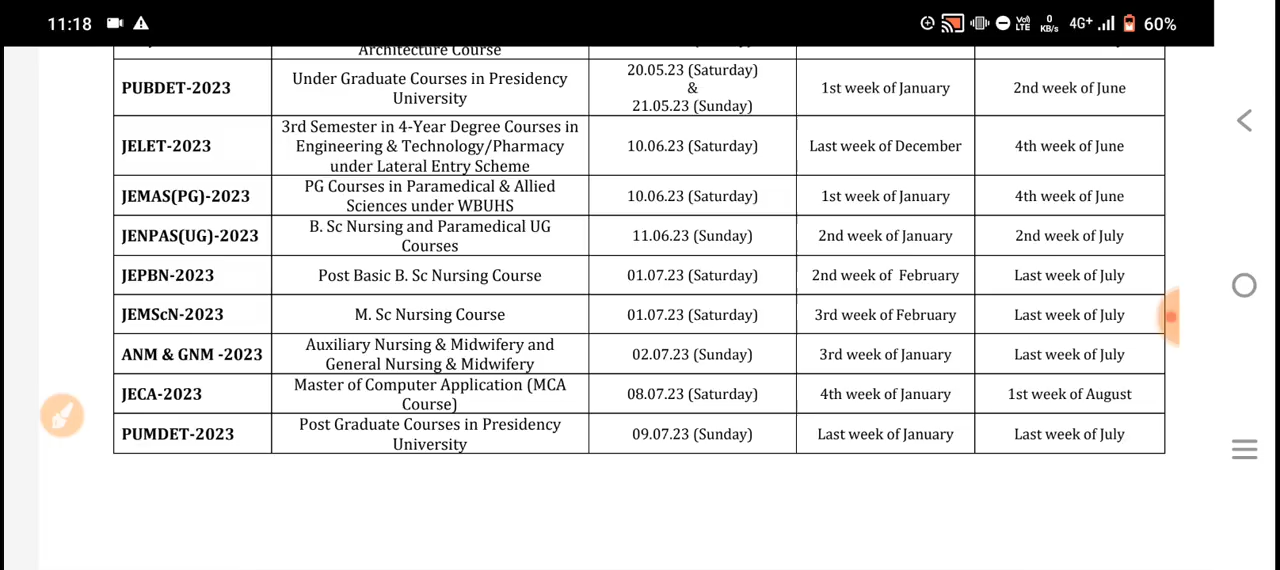 11:18
Vo) LTE 0 KB/s 4G+ 60%
Architecture Course
PUBDET-2023
Under Graduate Courses in Presidency
University
20.05.23 (Saturday)
&
21.05.23 (Sunday)
1st week of January
2nd week of June
JELET-2023
3rd Semester in 4-Year Degree Courses in
Engineering & Technology/Pharmacy
under Lateral Entry Scheme
10.06.23 (Saturday)
Last week of December
4th week of June
JEMAS(PG)-2023
PG Courses in Paramedical & Allied
Sciences under WBUHS
10.06.23 (Saturday)
1st week of January
4th week of June
JENPAS(UG)-2023
B. Sc Nursing and Paramedical UG
Courses
11.06.23 (Sunday)
2nd week of January
2nd week of July
JEPBN-2023
Post Basic B. Sc Nursing Course
01.07.23 (Saturday)
2nd week of February
Last week of July
JEMScN-2023
M. Sc Nursing Course
01.07.23 (Saturday)
3rd week of February
Last week of July
ANM & GNM -2023
Auxiliary Nursing & Midwifery and
General Nursing & Midwifery
02.07.23 (Sunday)
3rd week of January
Last week of July
JECA-2023
Master of Computer Application (MCA
Course)
08.07.23 (Saturday)
4th week of January
1st week of August
PUMDET-2023
Post Graduate Courses in Presidency
University
09.07.23 (Sunday)
Last week of January
Last week of July